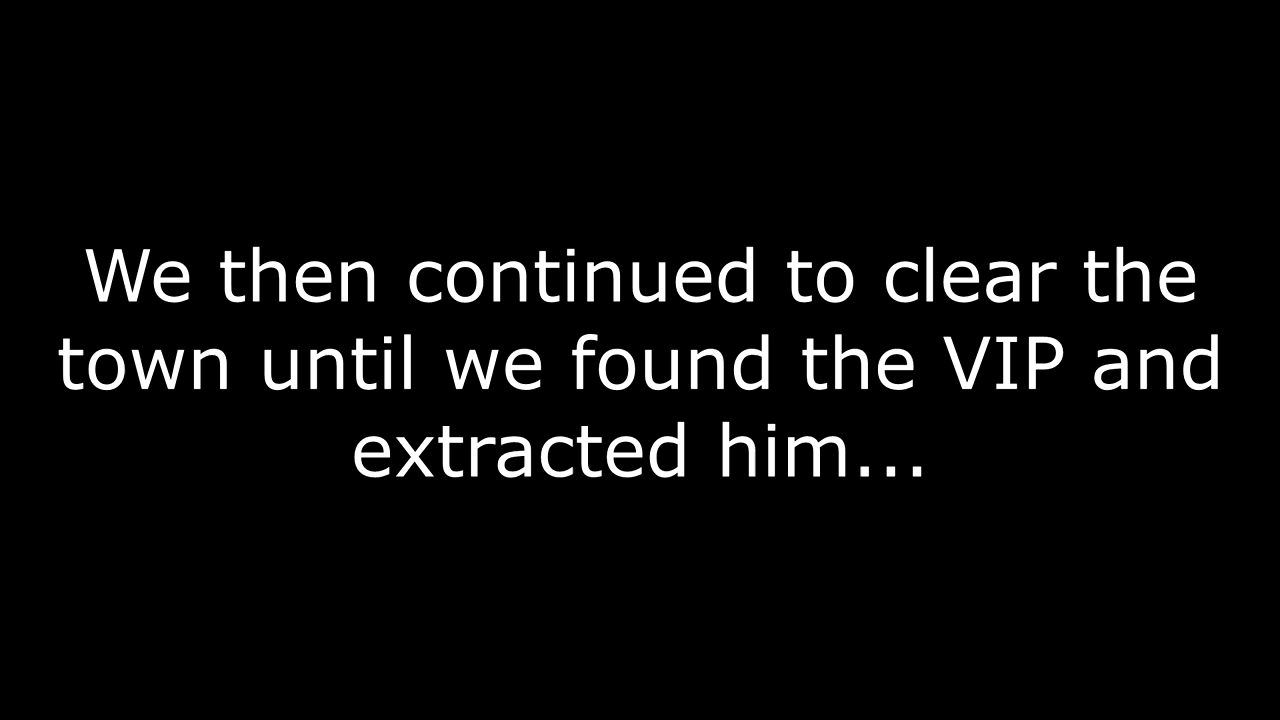 We then continued to clear the
town until we found the VIP and
extracted him...